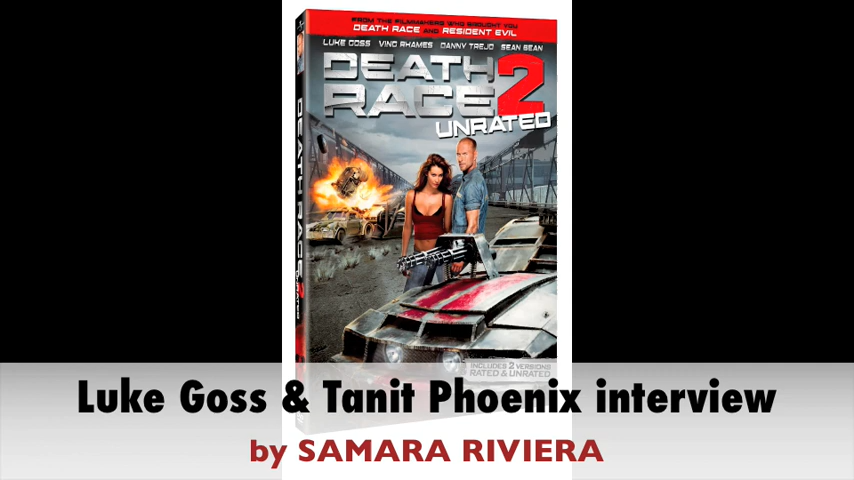 FROM THE FILMMAKERS WHO BROUGHT YOU
DEATH RACE AND RESIDENT EVIL
LUKE GOSS VING RHAMES DANNY TREJO SEAN BEAN
DEATH
RACE 2
UNRATED
DEATH RACE 2
UNRATED
INCLUDES 2 VERSIONS
RATED & UNRATED
Luke Goss & Tanit Phoenix interview
by SAMARA RIVIERA